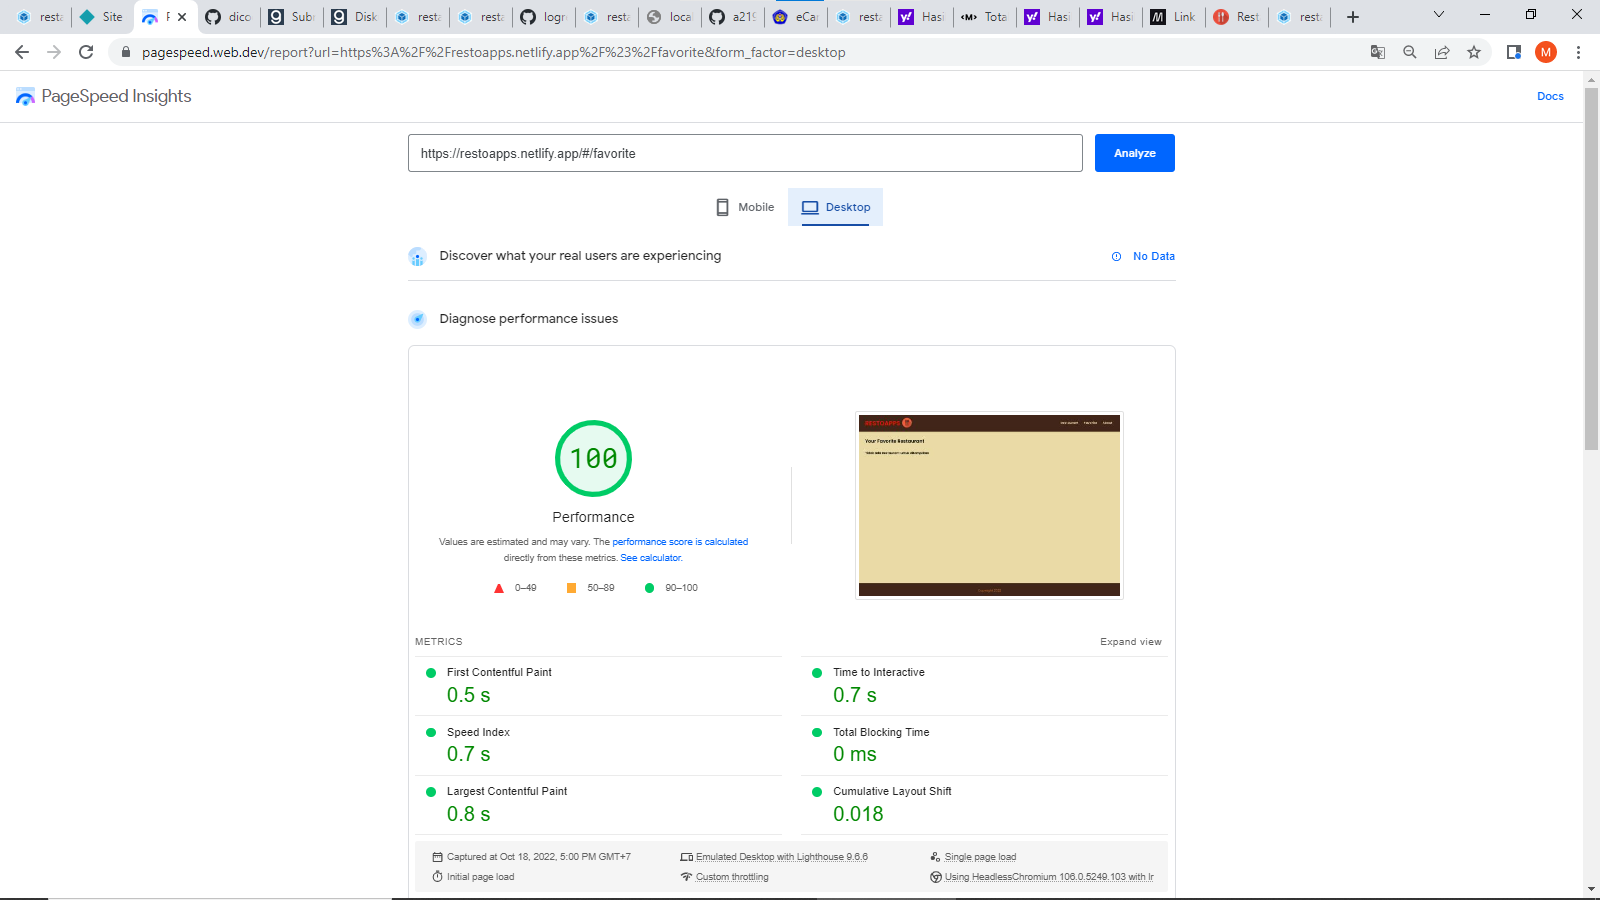 resta
Site
F
dico
Subr
Disk
resta
resta
logr
resta
loca
a219
eCar
resta
Hasi
Tota
Hasi
Hasi
Link
Rest
resta
pagespeed.web.dev/report?url=https%3A%2F%2Frestoapps.netlify.app%2F%23%2Ffavorite&form_factor=desktop
M
PageSpeed Insights
Docs
https://restoapps.netlify.app/#/favorite
Analyze
Mobile
Desktop
Discover what your real users are experiencing
No Data
Diagnose performance issues
100
Performance
Values are estimated and may vary. The performance score is calculated
directly from these metrics. See calculator.
0–49
50–89
90–100
RESTOAPPS
Your Favorite Restaurant
METRICS
Expand view
First Contentful Paint
0.5 s
Time to Interactive
0.7 s
Speed Index
0.7 s
Total Blocking Time
0 ms
Largest Contentful Paint
0.8 s
Cumulative Layout Shift
0.018
Captured at Oct 18, 2022, 5:00 PM GMT+7
Emulated Desktop with Lighthouse 9.6.6
Single page load
Initial page load
Custom throttling
Using HeadlessChromium 106.0.5249.103 with lr